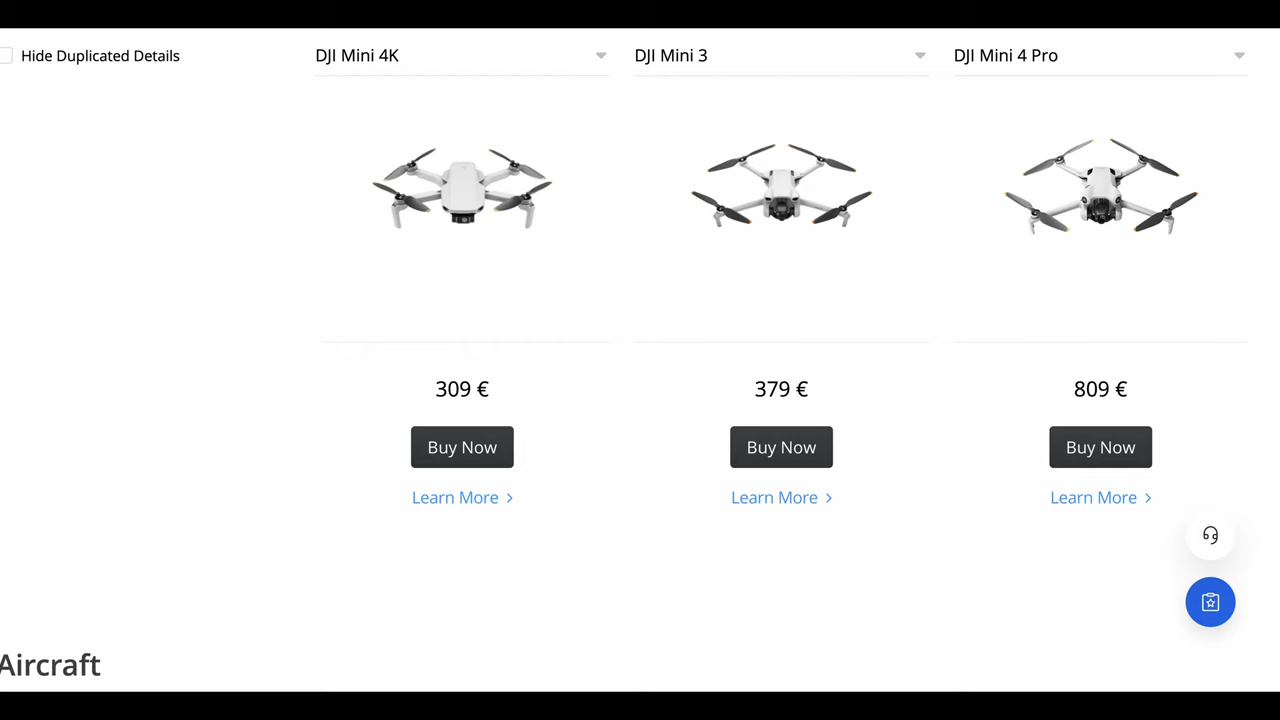 Hide Duplicated Details
DJI Mini 4K
DJI Mini 3
DJI Mini 4 Pro
309 €
379 €
809 €
Buy Now
Buy Now
Buy Now
Learn More >
Learn More >
Learn More >
Aircraft